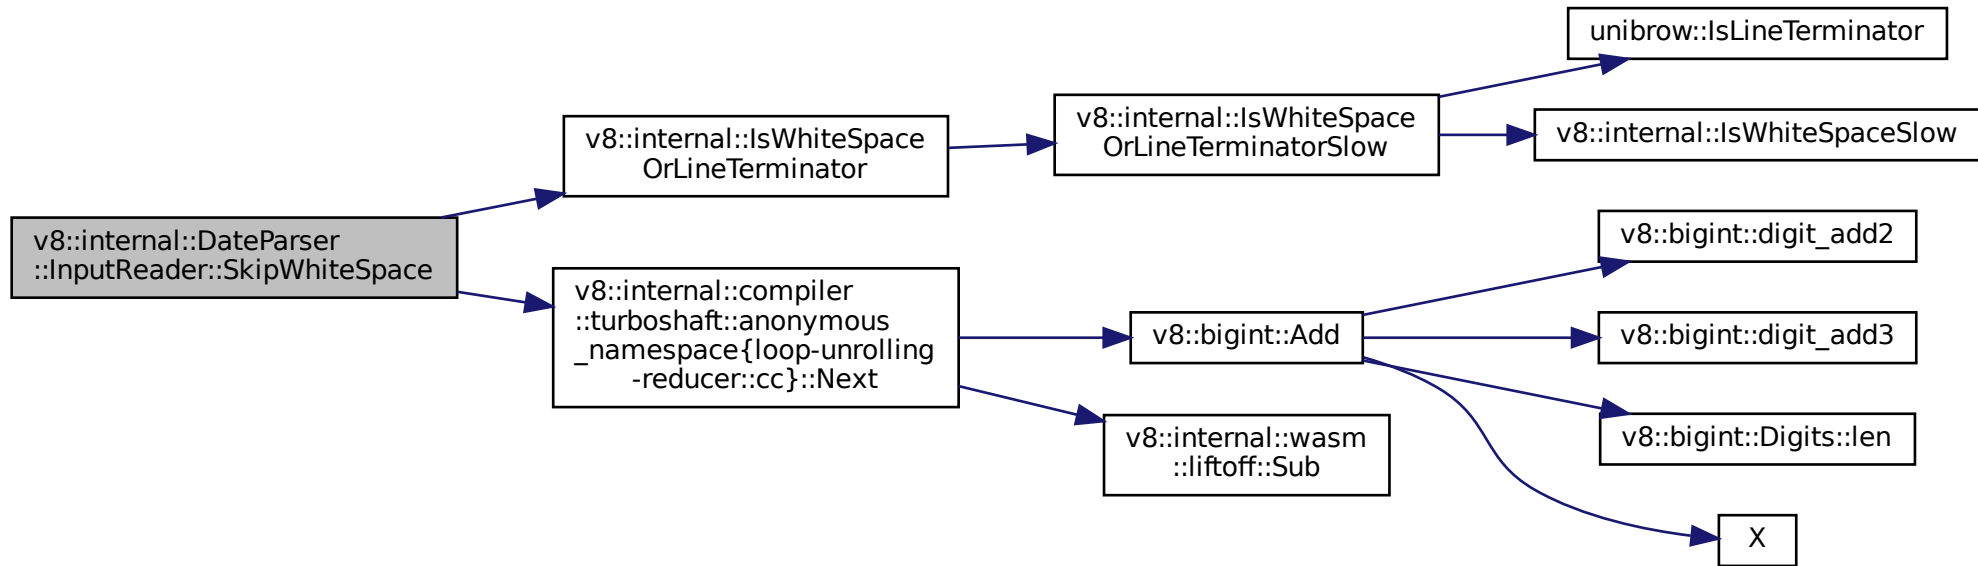 v8::internal::DateParser
::InputReader::SkipWhiteSpace
v8::internal::IsWhiteSpace
OrLineTerminator
v8::internal::IsWhiteSpace
OrLineTerminatorSlow
unibrow::IsLineTerminator
v8::internal::IsWhiteSpaceSlow
v8::internal::compiler
::turboshaft::anonymous
_namespace{loop-unrolling
-reducer::cc}::Next
v8::bigint::Add
v8::bigint::digit_add2
v8::bigint::digit_add3
v8::bigint::Digits::len
X
v8::internal::wasm
::liftoff::Sub